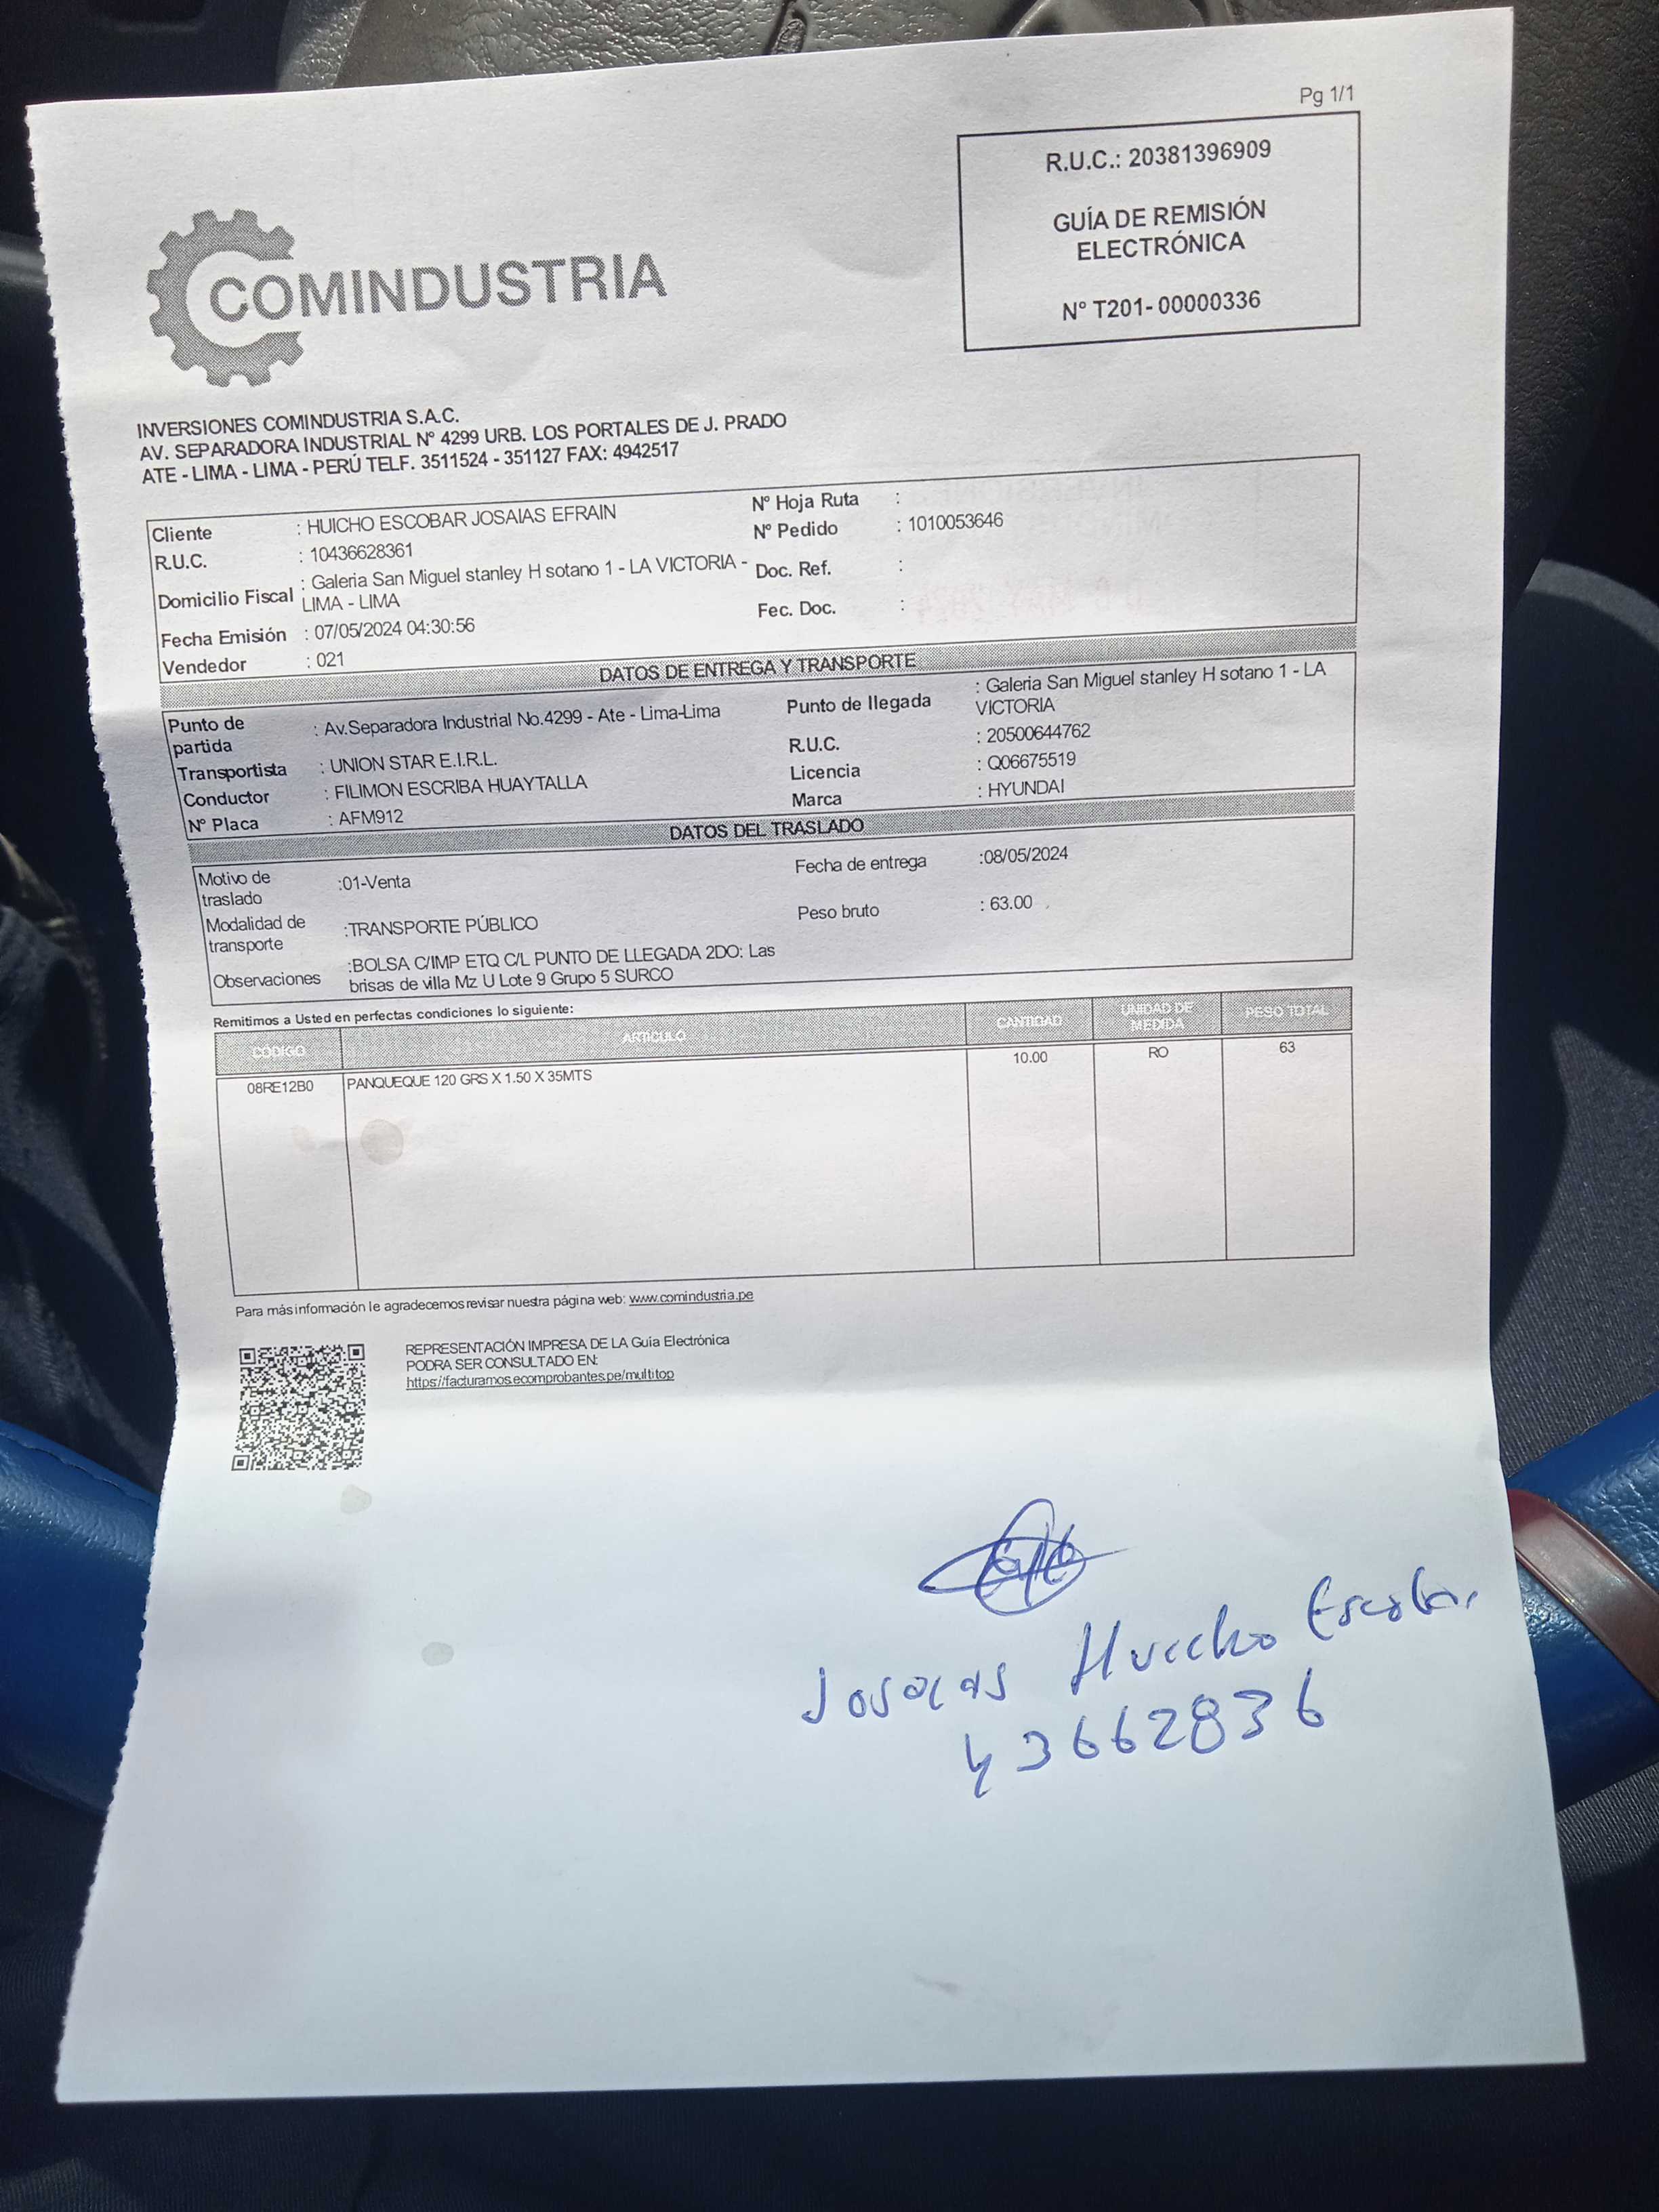 Pg 1/1
R.U.C.: 20381396909
GUÍA DE REMISIÓN
ELECTRÓNICA
Nº T201-00000336
COMINDUSTRIA
INVERSIONES COMINDUSTRIA S.A.C.
AV. SEPARADORA INDUSTRIAL Nº 4299 URB. LOS PORTALES DE J. PRADO
ATE - LIMA - LIMA - PERÚ TELF. 3511524 - 351127 FAX: 4942517
Cliente : HUICHO ESCOBAR JOSAIAS EFRAIN
R.U.C. : 10436628361
Domicilio Fiscal : Galeria San Miguel stanley H sotano 1 - LA VICTORIA -
LIMA - LIMA
Fecha Emisión : 07/05/2024 04:30:56
Vendedor : 021
Nº Hoja Ruta :
Nº Pedido : 1010053646
Doc. Ref. :
Fec. Doc. :
DATOS DE ENTREGA Y TRANSPORTE
Punto de
partida : Av.Separadora Industrial No.4299 - Ate - Lima-Lima
Transportista : UNION STAR E.I.R.L.
Conductor : FILIMON ESCRIBA HUAYTALLA
Nº Placa : AFM912
Punto de llegada : Galeria San Miguel stanley H sotano 1 - LA
VICTORIA
R.U.C. : 20500644762
Licencia : Q06675519
Marca : HYUNDAI
DATOS DEL TRASLADO
Motivo de
traslado :01-Venta
Modalidad de
transporte :TRANSPORTE PÚBLICO
Observaciones :BOLSA C/IMP ETQ C/L PUNTO DE LLEGADA 2DO: Las
brisas de villa Mz U Lote 9 Grupo 5 SURCO
Fecha de entrega :08/05/2024
Peso bruto : 63.00
Remitimos a Usted en perfectas condiciones lo siguiente:
CÓDIGO ARTÍCULO CANTIDAD UNIDAD DE MEDIDA PESO TOTAL
08RE12B0 PANQUEQUE 120 GRS X 1.50 X 35MTS 10.00 RO 63
Para más información le agradecemos revisar nuestra página web: www.comindustria.pe
REPRESENTACIÓN IMPRESA DE LA Guía Electrónica
PODRA SER CONSULTADO EN:
https://facturamos.ecomprobantes.pe/multitop
Josaias Huicho Escobar
43662836